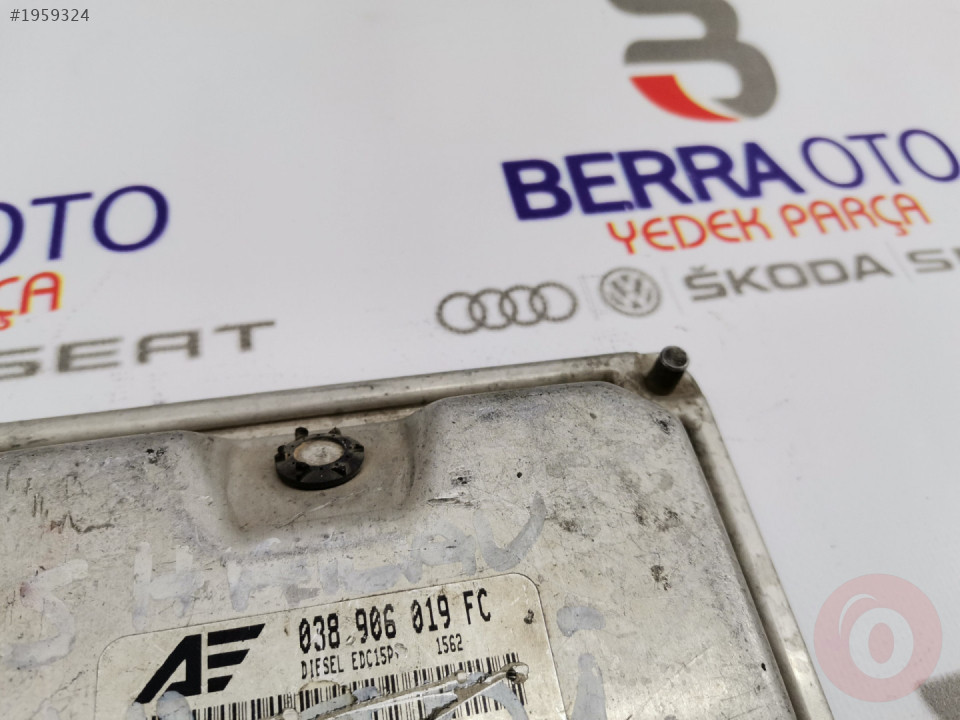 #1959324
BERRA OTO
YEDEK PARÇA
ŠKODA
OTO
ÇA
SEAT
038 906 019 FC
DIESEL EDC15P 1562